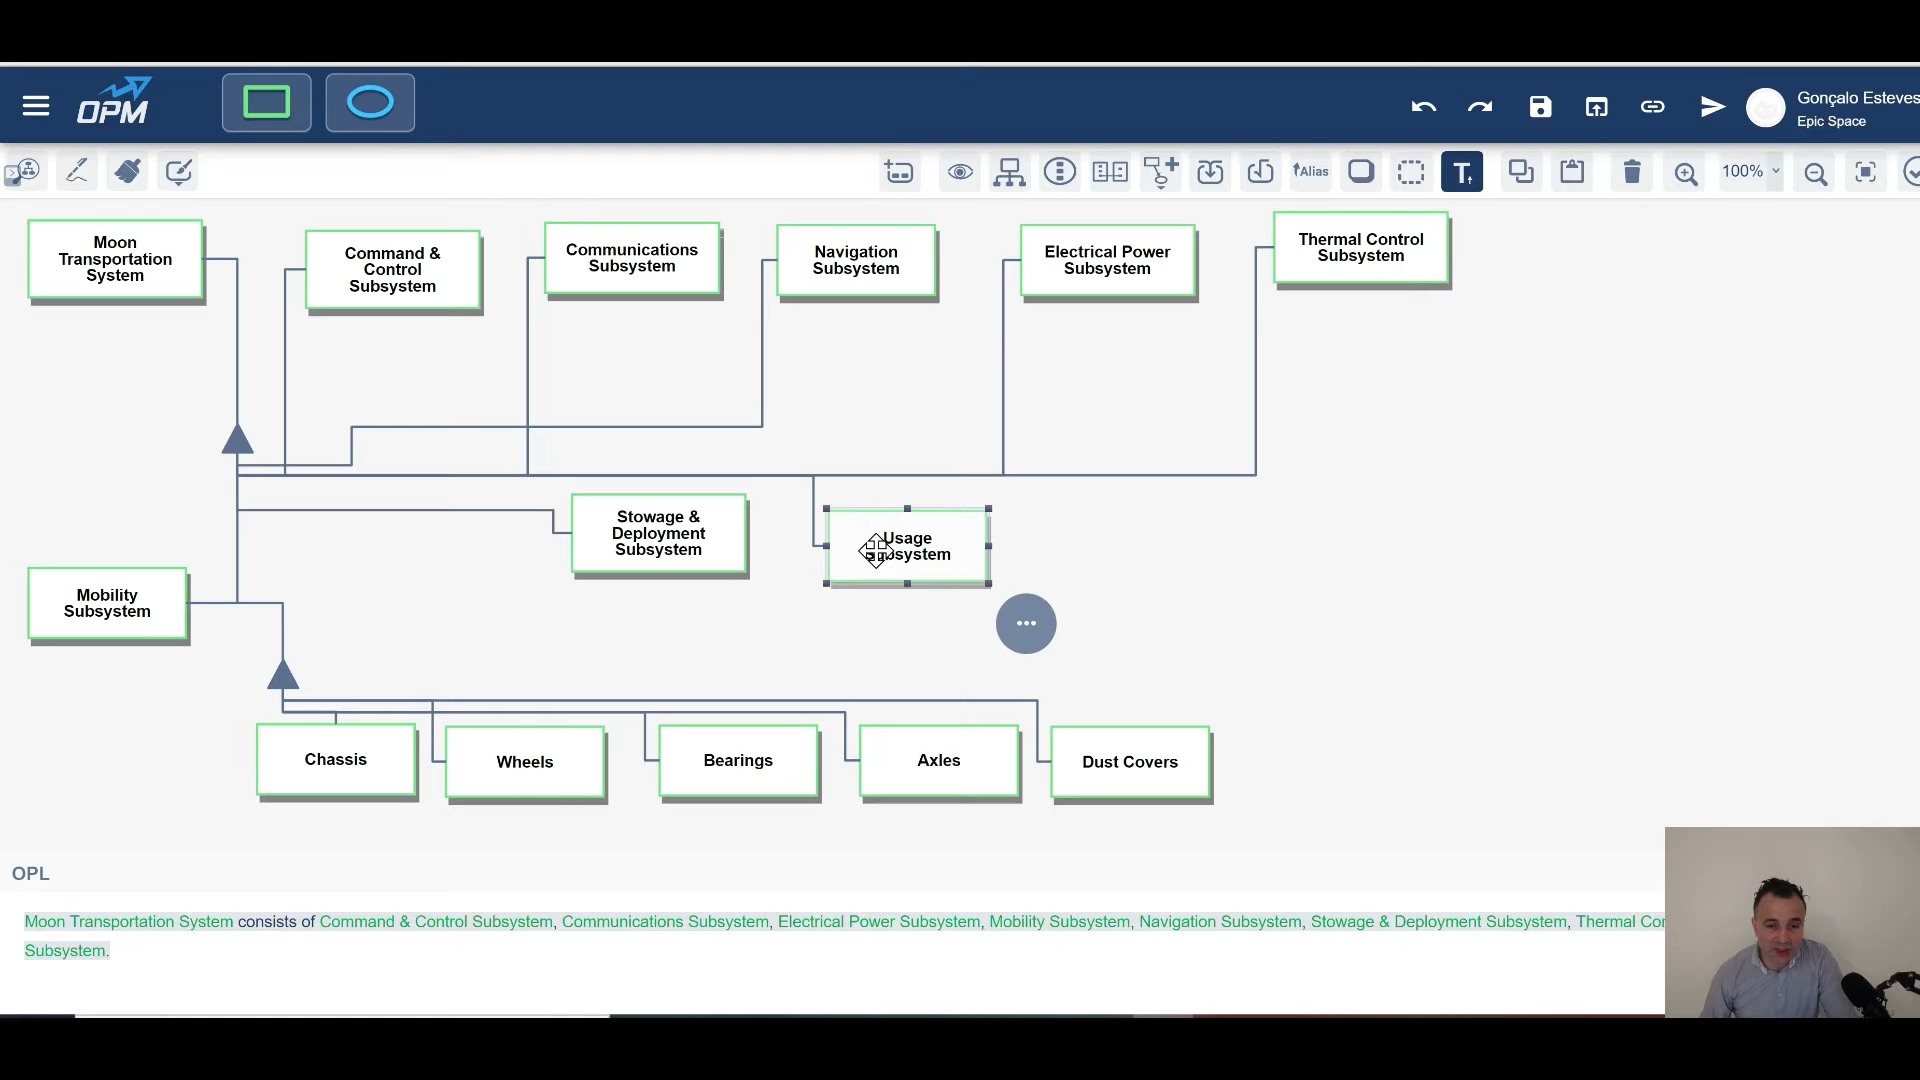 OPM
Gonçalo Esteves
Epic Space
Alias
T
100%
Moon
Transportation
System
Command &
Control
Subsystem
Communications
Subsystem
Navigation
Subsystem
Electrical Power
Subsystem
Thermal Control
Subsystem
Stowage &
Deployment
Subsystem
Usage
Mobility
Subsystem
Chassis
Wheels
Bearings
Axles
Dust Covers
OPL
Moon Transportation System consists of Command & Control Subsystem, Communications Subsystem, Electrical Power Subsystem, Mobility Subsystem, Navigation Subsystem, Stowage & Deployment Subsystem, Thermal
Subsystem.